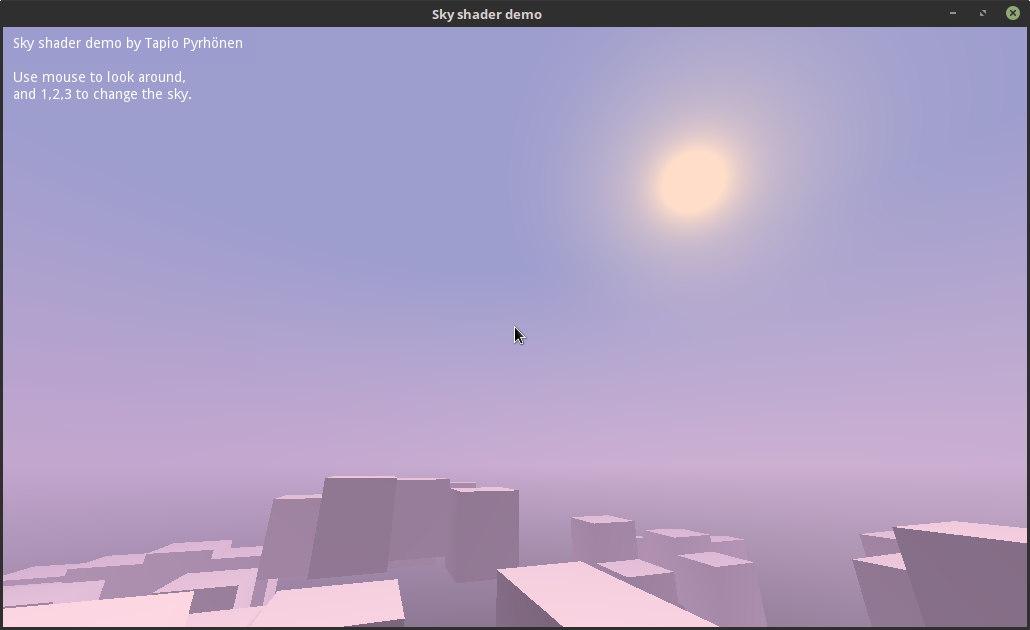 Sky shader demo
Sky shader demo by Tapio Pyrhönen
Use mouse to look around,
and 1,2,3 to change the sky.